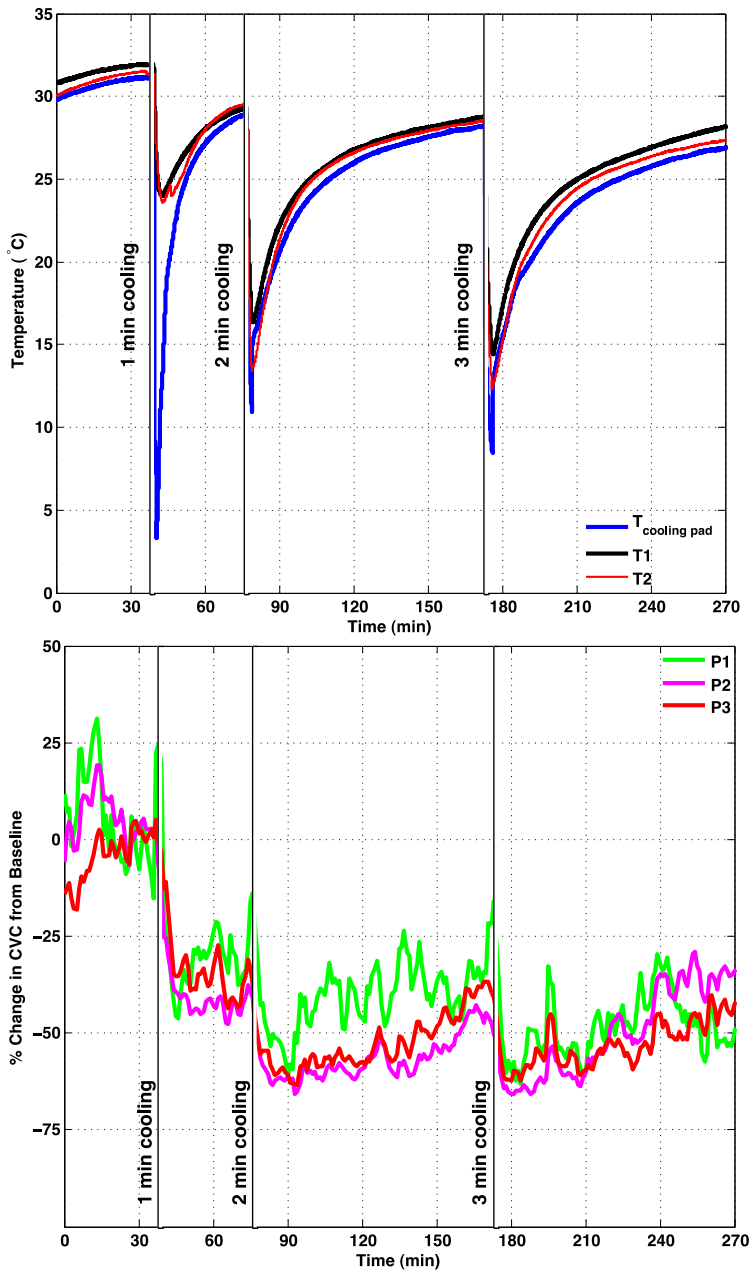 35
30
25
20
15
10
5
0
Temperature (°C)
1 min cooling
2 min cooling
3 min cooling
T cooling pad
T1
T2
0 30 60 90 120 150 180 210 240 270
Time (min)
50
25
0
−25
−50
−75
% Change in CVC from Baseline
P1
P2
P3
1 min cooling
2 min cooling
3 min cooling
0 30 60 90 120 150 180 210 240 270
Time (min)